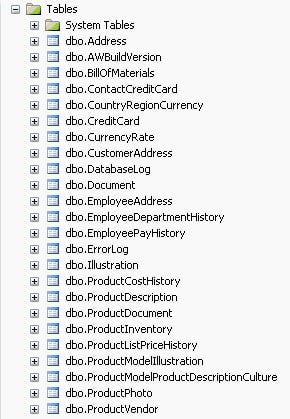 Tables
System Tables
dbo.Address
dbo.AWBuildVersion
dbo.BillOfMaterials
dbo.ContactCreditCard
dbo.CountryRegionCurrency
dbo.CreditCard
dbo.CurrencyRate
dbo.CustomerAddress
dbo.DatabaseLog
dbo.Document
dbo.EmployeeAddress
dbo.EmployeeDepartmentHistory
dbo.EmployeePayHistory
dbo.ErrorLog
dbo.Illustration
dbo.ProductCostHistory
dbo.ProductDescription
dbo.ProductDocument
dbo.ProductInventory
dbo.ProductListPriceHistory
dbo.ProductModelIllustration
dbo.ProductModelProductDescriptionCulture
dbo.ProductPhoto
dbo.ProductVendor